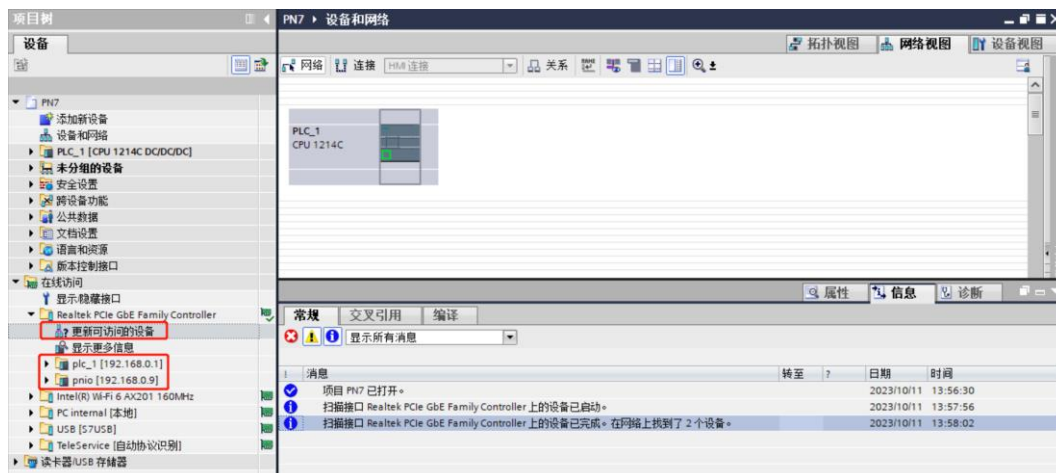 项目树
设备
PN7
添加新设备
设备和网络
PLC_1 [CPU 1214C DC/DC/DC]
未分组的设备
安全设置
跨设备功能
公共数据
文档设置
语言和资源
版本控制接口
在线访问
显示/隐藏接口
Realtek PCIe GbE Family Controller
更新可访问的设备
显示更多信息
plc_1 [192.168.0.1]
pnio [192.168.0.9]
Intel(R) Wi-Fi 6 AX201 160MHz
PC internal [本地]
USB [S7USB]
TeleService [自动协议识别]
读卡器/USB 存储器
PN7 ▸ 设备和网络
拓扑视图 网络视图 设备视图
网络 连接 HMI 连接 关系
PLC_1
CPU 1214C
属性 信息 诊断
常规 交叉引用 编译
显示所有消息
! 消息 转至 ? 日期 时间
项目 PN7 已打开。 2023/10/11 13:56:30
扫描接口 Realtek PCIe GbE Family Controller 上的设备已启动。 2023/10/11 13:57:56
扫描接口 Realtek PCIe GbE Family Controller 上的设备已完成。在网络上找到了 2 个设备。 2023/10/11 13:58:02